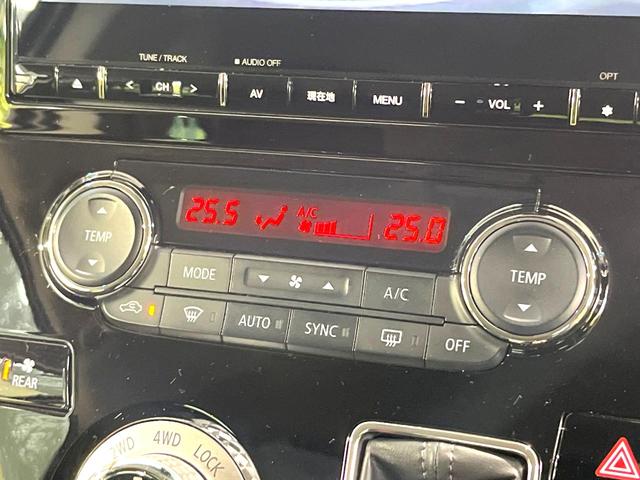 TUNE / TRACK
AUDIO OFF
OPT
< CH >
AV
現在地
MENU
− VOL +
25.5
A/C
25.0
TEMP
TEMP
MODE
A/C
AUTO
SYNC
OFF
REAR
2WD
4WD
LOCK